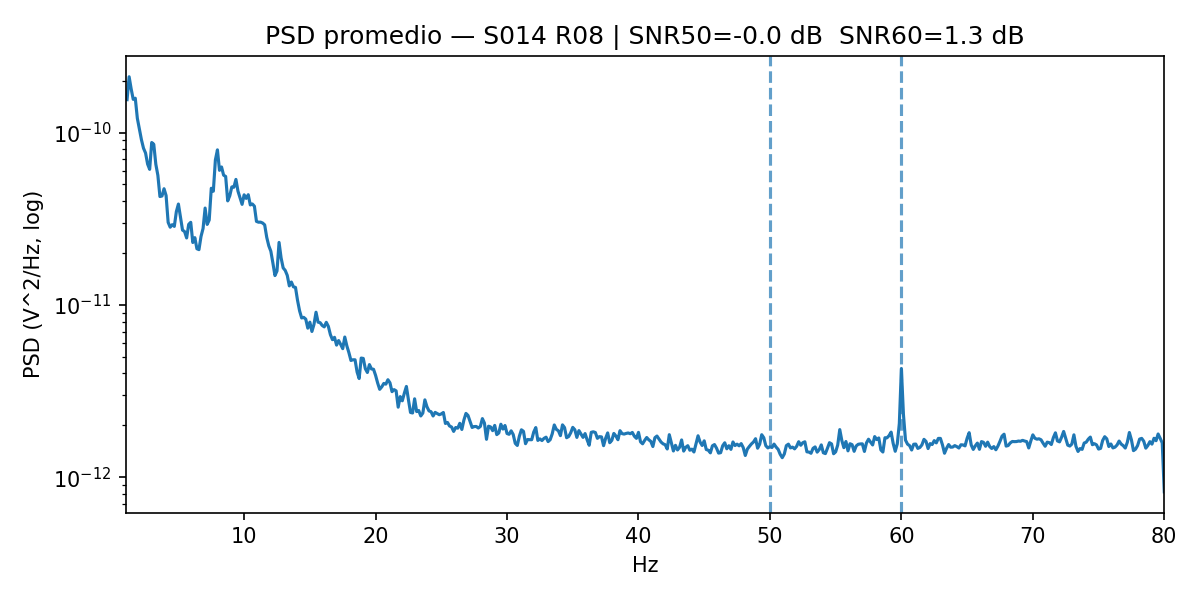 PSD promedio — S014 R08 | SNR50=-0.0 dB  SNR60=1.3 dB
PSD (V^2/Hz, log)
10^-10
10^-11
10^-12
10 20 30 40 50 60 70 80
Hz